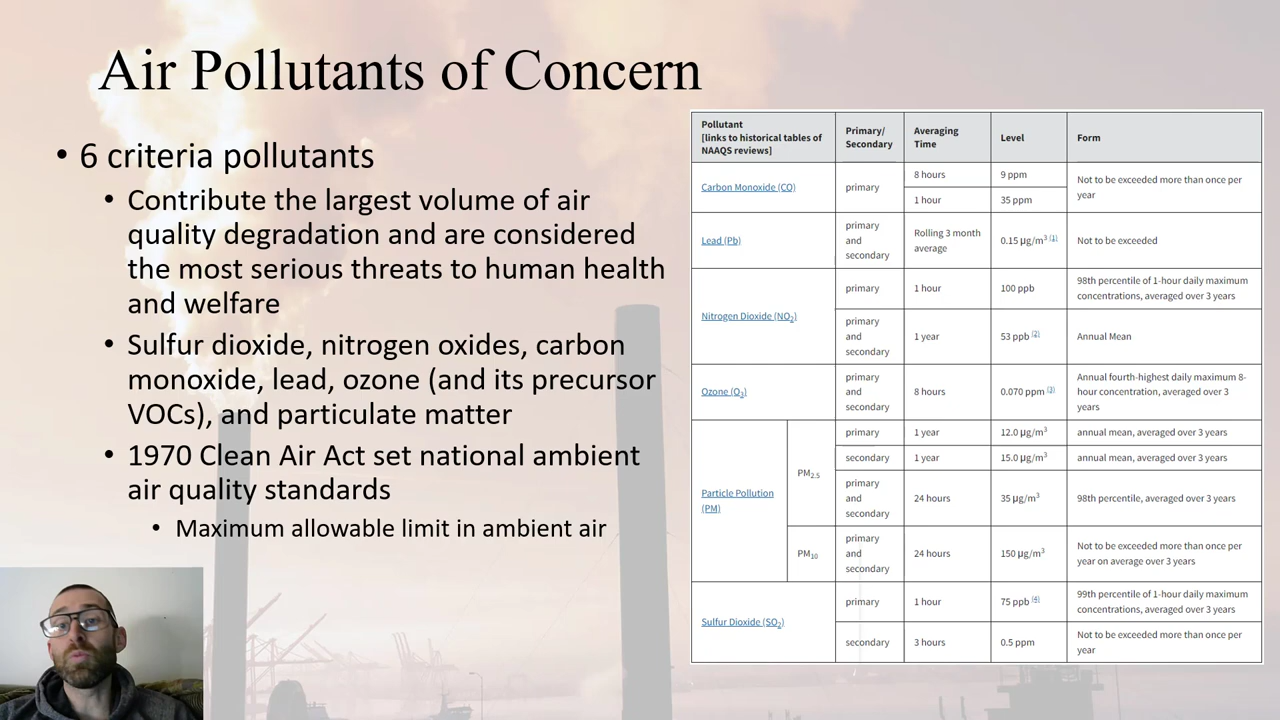 Air Pollutants of Concern
• 6 criteria pollutants
• Contribute the largest volume of air
quality degradation and are considered
the most serious threats to human health
and welfare
• Sulfur dioxide, nitrogen oxides, carbon
monoxide, lead, ozone (and its precursor
VOCs), and particulate matter
• 1970 Clean Air Act set national ambient
air quality standards
• Maximum allowable limit in ambient air
Pollutant
[links to historical tables of
NAAQS reviews]
Primary/
Secondary
Averaging
Time
Level
Form
Carbon Monoxide (CO)
primary
8 hours
9 ppm
1 hour
35 ppm
Not to be exceeded more than once per
year
Lead (Pb)
primary
and
secondary
Rolling 3 month
average
0.15 μg/m³ (1)
Not to be exceeded
Nitrogen Dioxide (NO₂)
primary
1 hour
100 ppb
98th percentile of 1-hour daily maximum
concentrations, averaged over 3 years
primary
and
secondary
1 year
53 ppb (2)
Annual Mean
Ozone (O₃)
primary
and
secondary
8 hours
0.070 ppm (3)
Annual fourth-highest daily maximum 8-
hour concentration, averaged over 3
years
Particle Pollution
(PM)
PM₂.₅
primary
1 year
12.0 μg/m³
annual mean, averaged over 3 years
secondary
1 year
15.0 μg/m³
annual mean, averaged over 3 years
primary
and
secondary
24 hours
35 μg/m³
98th percentile, averaged over 3 years
PM₁₀
primary
and
secondary
24 hours
150 μg/m³
Not to be exceeded more than once per
year on average over 3 years
Sulfur Dioxide (SO₂)
primary
1 hour
75 ppb (4)
99th percentile of 1-hour daily maximum
concentrations, averaged over 3 years
secondary
3 hours
0.5 ppm
Not to be exceeded more than once per
year